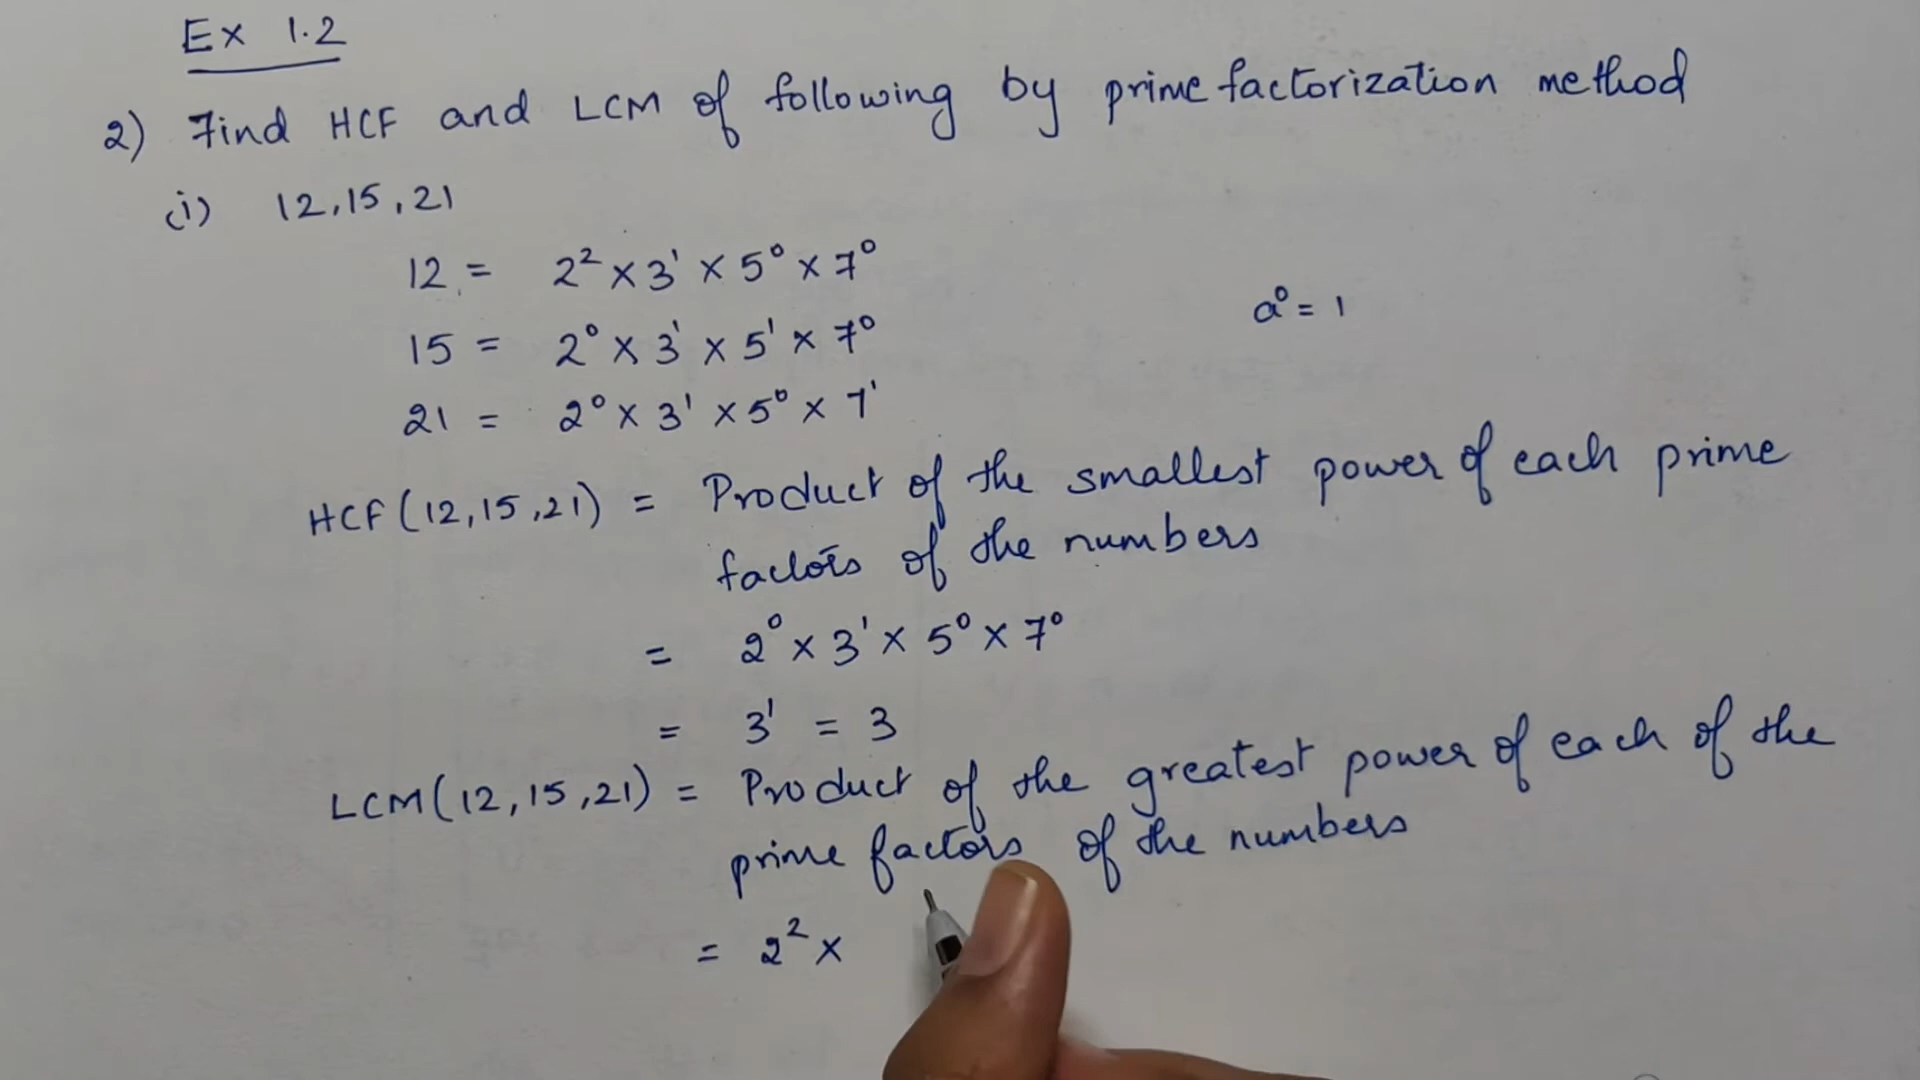 Ex 1.2
2) Find HCF and LCM of following by prime factorization method
(i) 12,15,21
12 = 2² × 3¹ × 5⁰ × 7⁰
a⁰ = 1
15 = 2⁰ × 3¹ × 5¹ × 7⁰
21 = 2⁰ × 3¹ × 5⁰ × 7¹
HCF(12,15,21) = Product of the smallest power of each prime
factors of the numbers
= 2⁰ × 3¹ × 5⁰ × 7⁰
= 3¹ = 3
LCM(12,15,21) = Product of the greatest power of each of the
prime factors of the numbers
= 2² ×